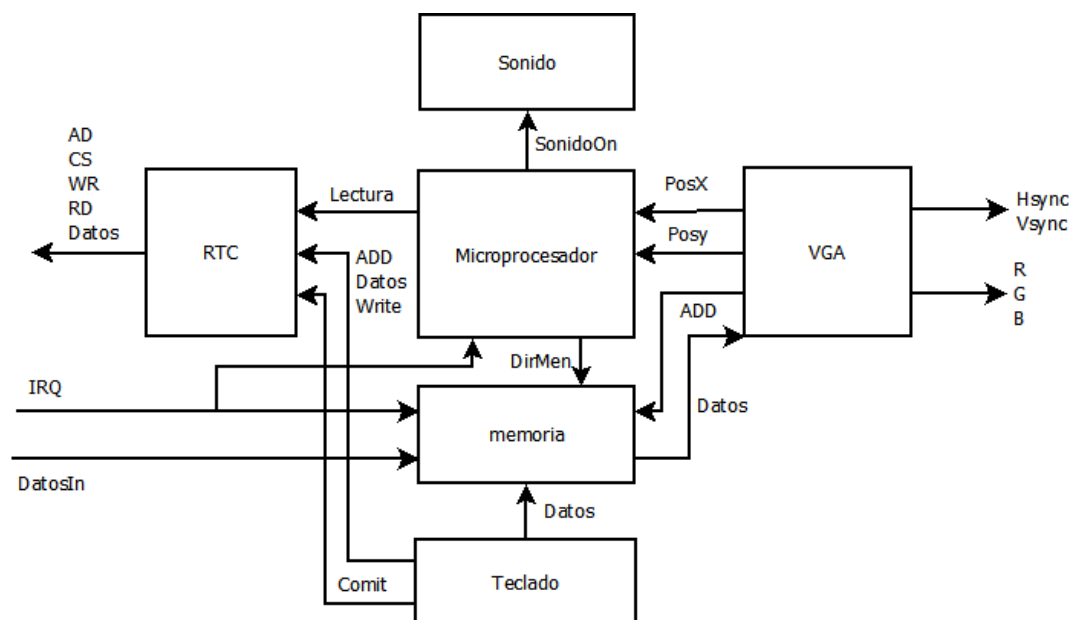 Sonido
SonidoOn
AD
CS
WR
RD
Datos
Lectura
PosX
Posy
Hsync
Vsync
RTC
ADD
Datos
Write
Microprocesador
VGA
R
G
B
ADD
DirMen
IRQ
Datos
memoria
DatosIn
Datos
Comit
Teclado